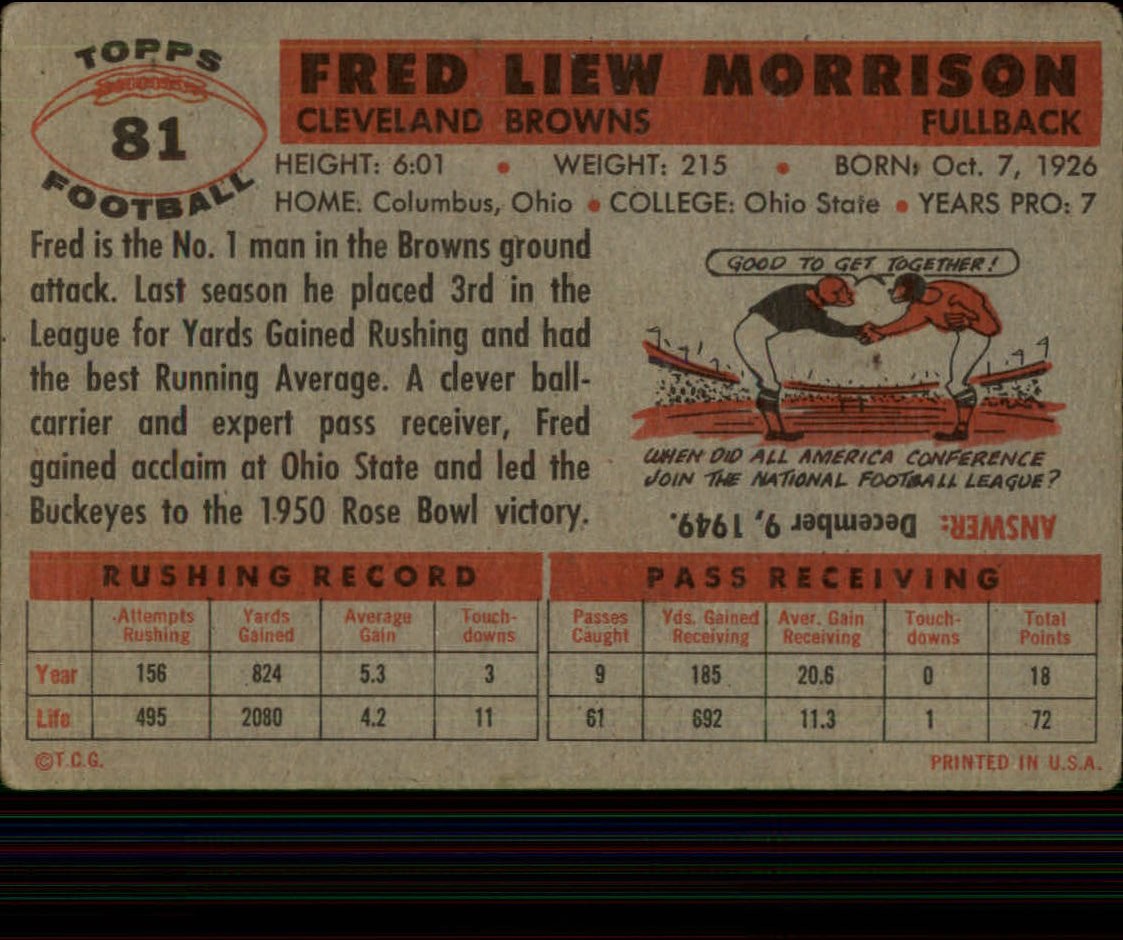 TOPPS
81
FOOTBALL
FRED LIEW MORRISON
CLEVELAND BROWNS FULLBACK
HEIGHT: 6:01 • WEIGHT: 215 • BORN: Oct. 7, 1926
HOME: Columbus, Ohio • COLLEGE: Ohio State • YEARS PRO: 7
Fred is the No. 1 man in the Browns ground
attack. Last season he placed 3rd in the
League for Yards Gained Rushing and had
the best Running Average. A clever ball-
carrier and expert pass receiver, Fred
gained acclaim at Ohio State and led the
Buckeyes to the 1950 Rose Bowl victory.
GOOD TO GET TOGETHER!
WHEN DID ALL AMERICA CONFERENCE
JOIN THE NATIONAL FOOTBALL LEAGUE?
ANSWER: December 9, 1949.
RUSHING RECORD PASS RECEIVING
Attempts Rushing Yards Gained Average Gain Touch-downs Passes Caught Yds. Gained Receiving Aver. Gain Receiving Touch-downs Total Points
Year 156 824 5.3 3 9 185 20.6 0 18
Life 495 2080 4.2 11 61 692 11.3 1 72
©T.C.G. PRINTED IN U.S.A.